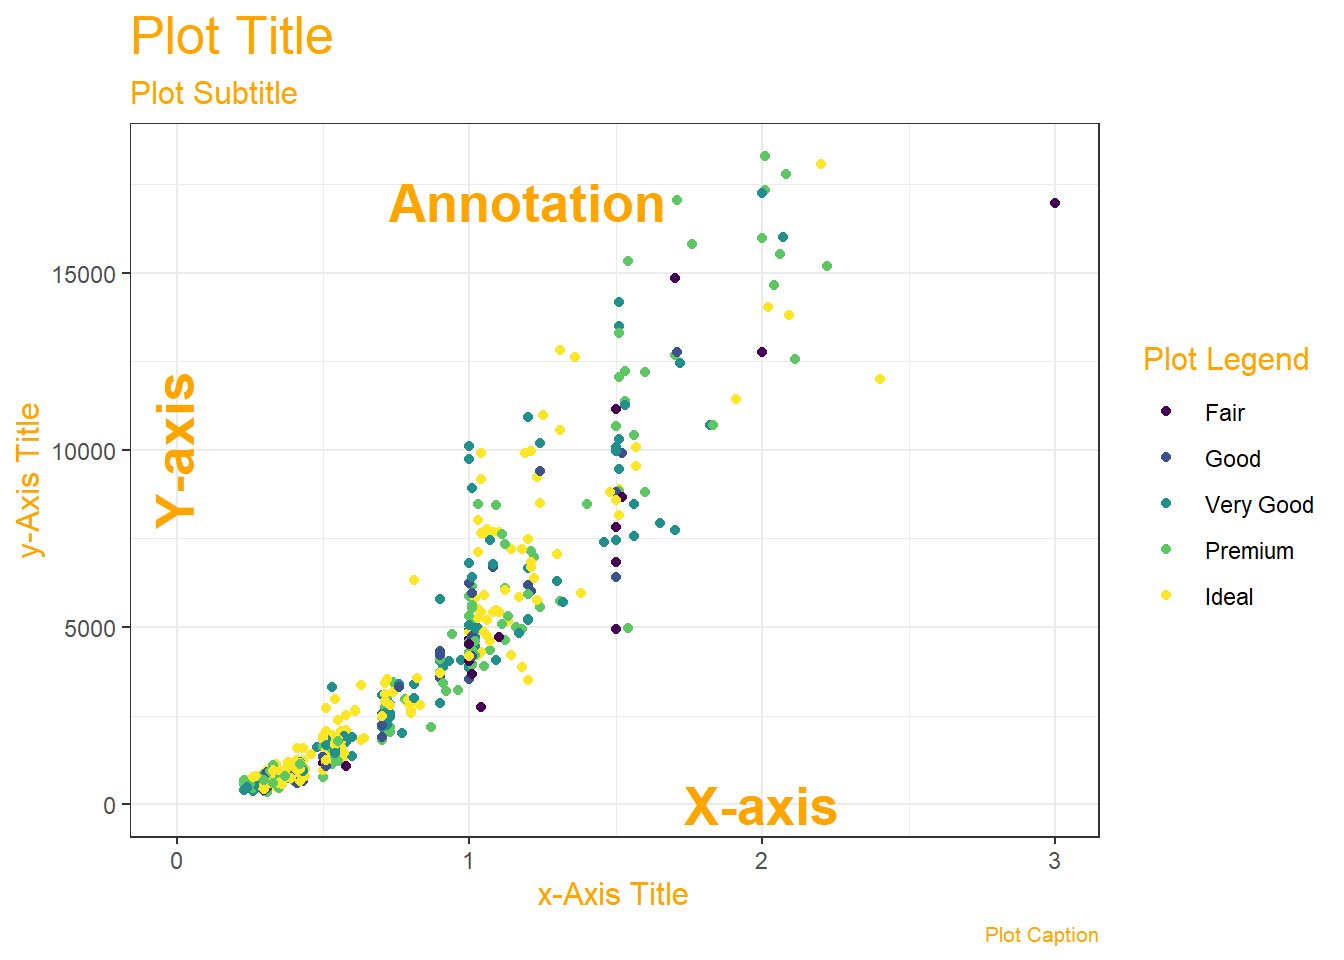 Plot Title
Plot Subtitle
Annotation
15000
10000
5000
0
y-Axis Title
Y-axis
X-axis
0 1 2 3
x-Axis Title
Plot Caption
Plot Legend
Fair
Good
Very Good
Premium
Ideal